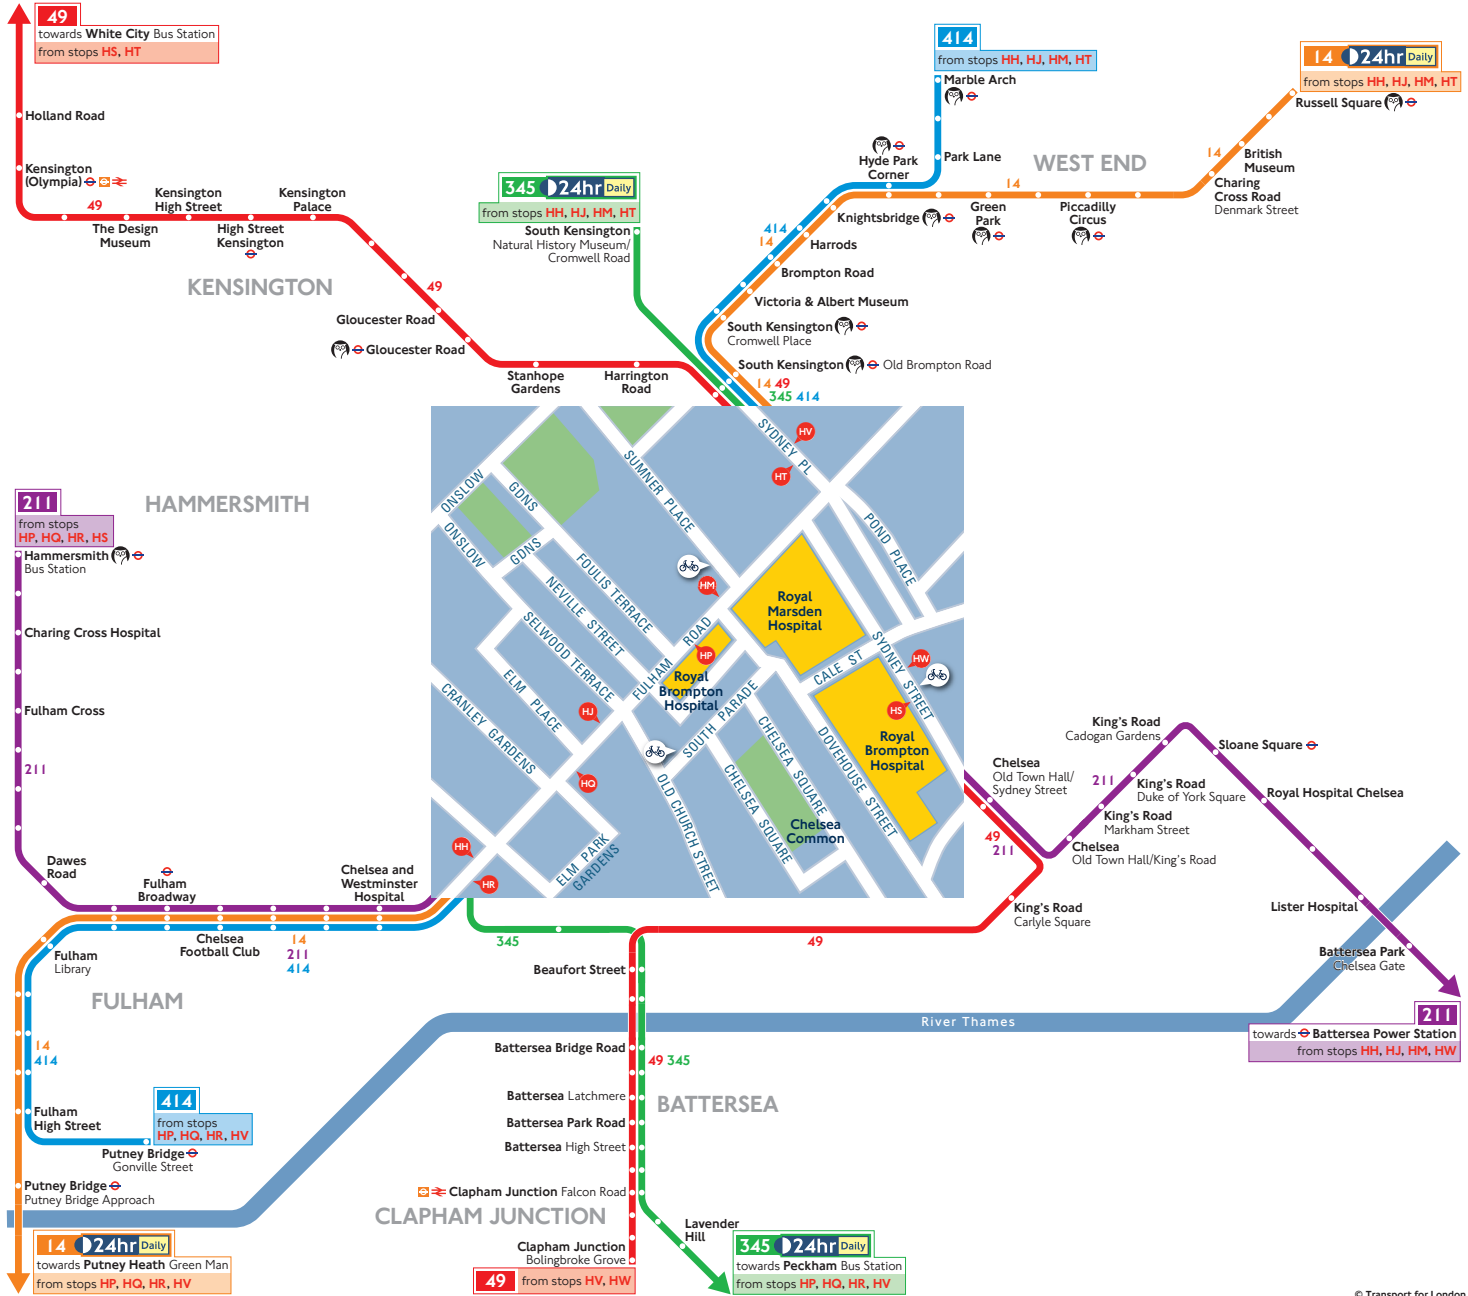 49
towards White City Bus Station
from stops HS, HT
Holland Road
Kensington
(Olympia)
49
The Design
Museum
Kensington
High Street
High Street
Kensington
Kensington
Palace
KENSINGTON
49
Gloucester Road
Gloucester Road
Stanhope
Gardens
Harrington
Road
345 24hr Daily
from stops HH, HJ, HM, HT
South Kensington
Natural History Museum/
Cromwell Road
414
from stops HH, HJ, HM, HT
Marble Arch
Park Lane
Hyde Park
Corner
WEST END
14 24hr Daily
from stops HH, HJ, HM, HT
Russell Square
14
British
Museum
Charing
Cross Road
Denmark Street
14
Green
Park
Piccadilly
Circus
Knightsbridge
414
14
Harrods
Brompton Road
Victoria & Albert Museum
South Kensington
Cromwell Place
South Kensington Old Brompton Road
14 49
345 414
HAMMERSMITH
211
from stops
HP, HQ, HR, HS
Hammersmith
Bus Station
Charing Cross Hospital
Fulham Cross
211
Dawes
Road
Fulham
Broadway
Chelsea and
Westminster
Hospital
Chelsea
Football Club
14
211
414
Fulham
Library
FULHAM
14
414
Fulham
High Street
414
from stops
HP, HQ, HR, HV
Putney Bridge
Gonville Street
Putney Bridge
Putney Bridge Approach
14 24hr Daily
towards Putney Heath Green Man
from stops HP, HQ, HR, HV
SYDNEY PL
HV
HT
SUMNER PLACE
ONSLOW
GDNS
ONSLOW
GDNS
POND PLACE
FOULIS TERRACE
NEVILLE STREET
SELWOOD TERRACE
HM
Royal
Marsden
Hospital
FULHAM ROAD
HP
Royal
Brompton
Hospital
CALE ST
SYDNEY STREET
HW
HS
Royal
Brompton
Hospital
ELM PLACE
CRANLEY GARDENS
HJ
HQ
SOUTH PARADE
CHELSEA SQUARE
DOVEHOUSE STREET
CHELSEA SQUARE
OLD CHURCH STREET
Chelsea
Common
ELM PARK
GARDENS
HH
HR
345
49
Chelsea
Old Town Hall/
Sydney Street
49
211
King's Road
Cadogan Gardens
211
King's Road
Duke of York Square
King's Road
Markham Street
Chelsea
Old Town Hall/King's Road
Sloane Square
Royal Hospital Chelsea
King's Road
Carlyle Square
Lister Hospital
Battersea Park
Chelsea Gate
211
towards Battersea Power Station
from stops HH, HJ, HM, HW
River Thames
Beaufort Street
Battersea Bridge Road
49 345
Battersea Latchmere
BATTERSEA
Battersea Park Road
Battersea High Street
Clapham Junction Falcon Road
CLAPHAM JUNCTION
Clapham Junction
Bolingbroke Grove
49 from stops HV, HW
Lavender
Hill
345 24hr Daily
towards Peckham Bus Station
from stops HP, HQ, HR, HV
© Transport for London